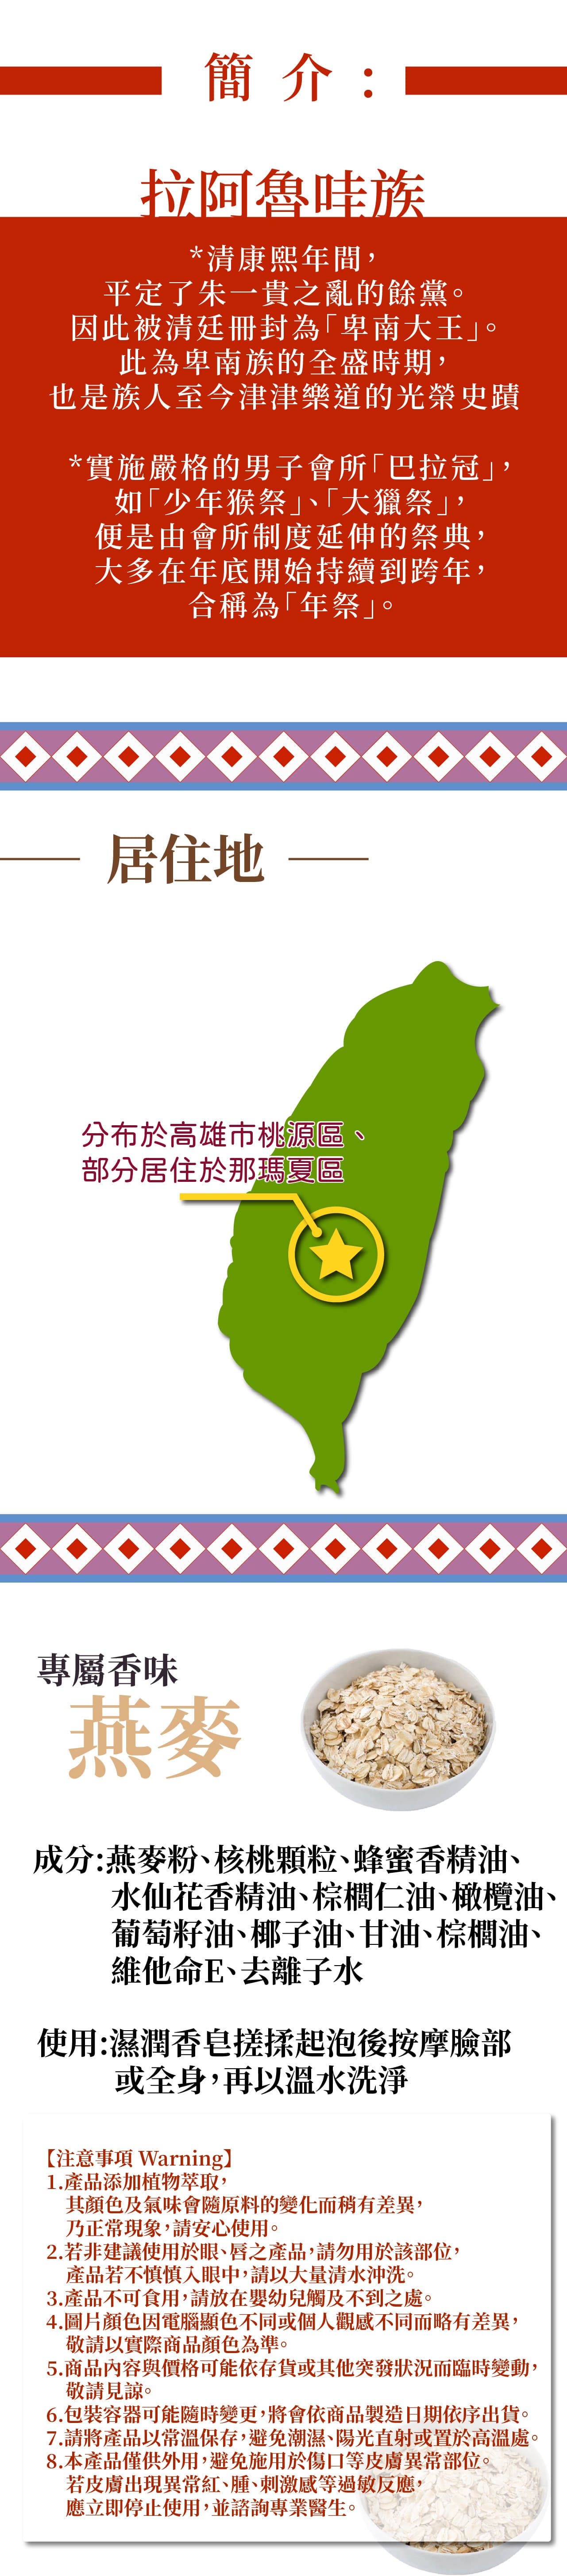 簡介：
拉阿魯哇族
*清康熙年間，
平定了朱一貴之亂的餘黨。
因此被清廷冊封為「卑南大王」。
此為卑南族的全盛時期，
也是族人至今津津樂道的光榮史蹟
*實施嚴格的男子會所「巴拉冠」，
如「少年猴祭」、「大獵祭」，
便是由會所制度延伸的祭典，
大多在年底開始持續到跨年，
合稱為「年祭」。
居住地
分布於高雄市桃源區、
部分居住於那瑪夏區
專屬香味
燕麥
成分:燕麥粉、核桃顆粒、蜂蜜香精油、
水仙花香精油、棕櫚仁油、橄欖油、
葡萄籽油、椰子油、甘油、棕櫚油、
維他命E、去離子水
使用:濕潤香皂搓揉起泡後按摩臉部
或全身，再以溫水洗淨
【注意事項 Warning】
1.產品添加植物萃取，
其顏色及氣味會隨原料的變化而稍有差異，
乃正常現象，請安心使用。
2.若非建議使用於眼、唇之產品，請勿用於該部位，
產品若不慎慎入眼中，請以大量清水沖洗。
3.產品不可食用，請放在嬰幼兒觸及不到之處。
4.圖片顏色因電腦顯色不同或個人觀感不同而略有差異，
敬請以實際商品顏色為準。
5.商品內容與價格可能依存貨或其他突發狀況而臨時變動，
敬請見諒。
6.包裝容器可能隨時變更，將會依商品製造日期依序出貨。
7.請將產品以常溫保存，避免潮濕、陽光直射或置於高溫處。
8.本產品僅供外用，避免施用於傷口等皮膚異常部位。
若皮膚出現異常紅、腫、刺激感等過敏反應，
應立即停止使用，並諮詢專業醫生。